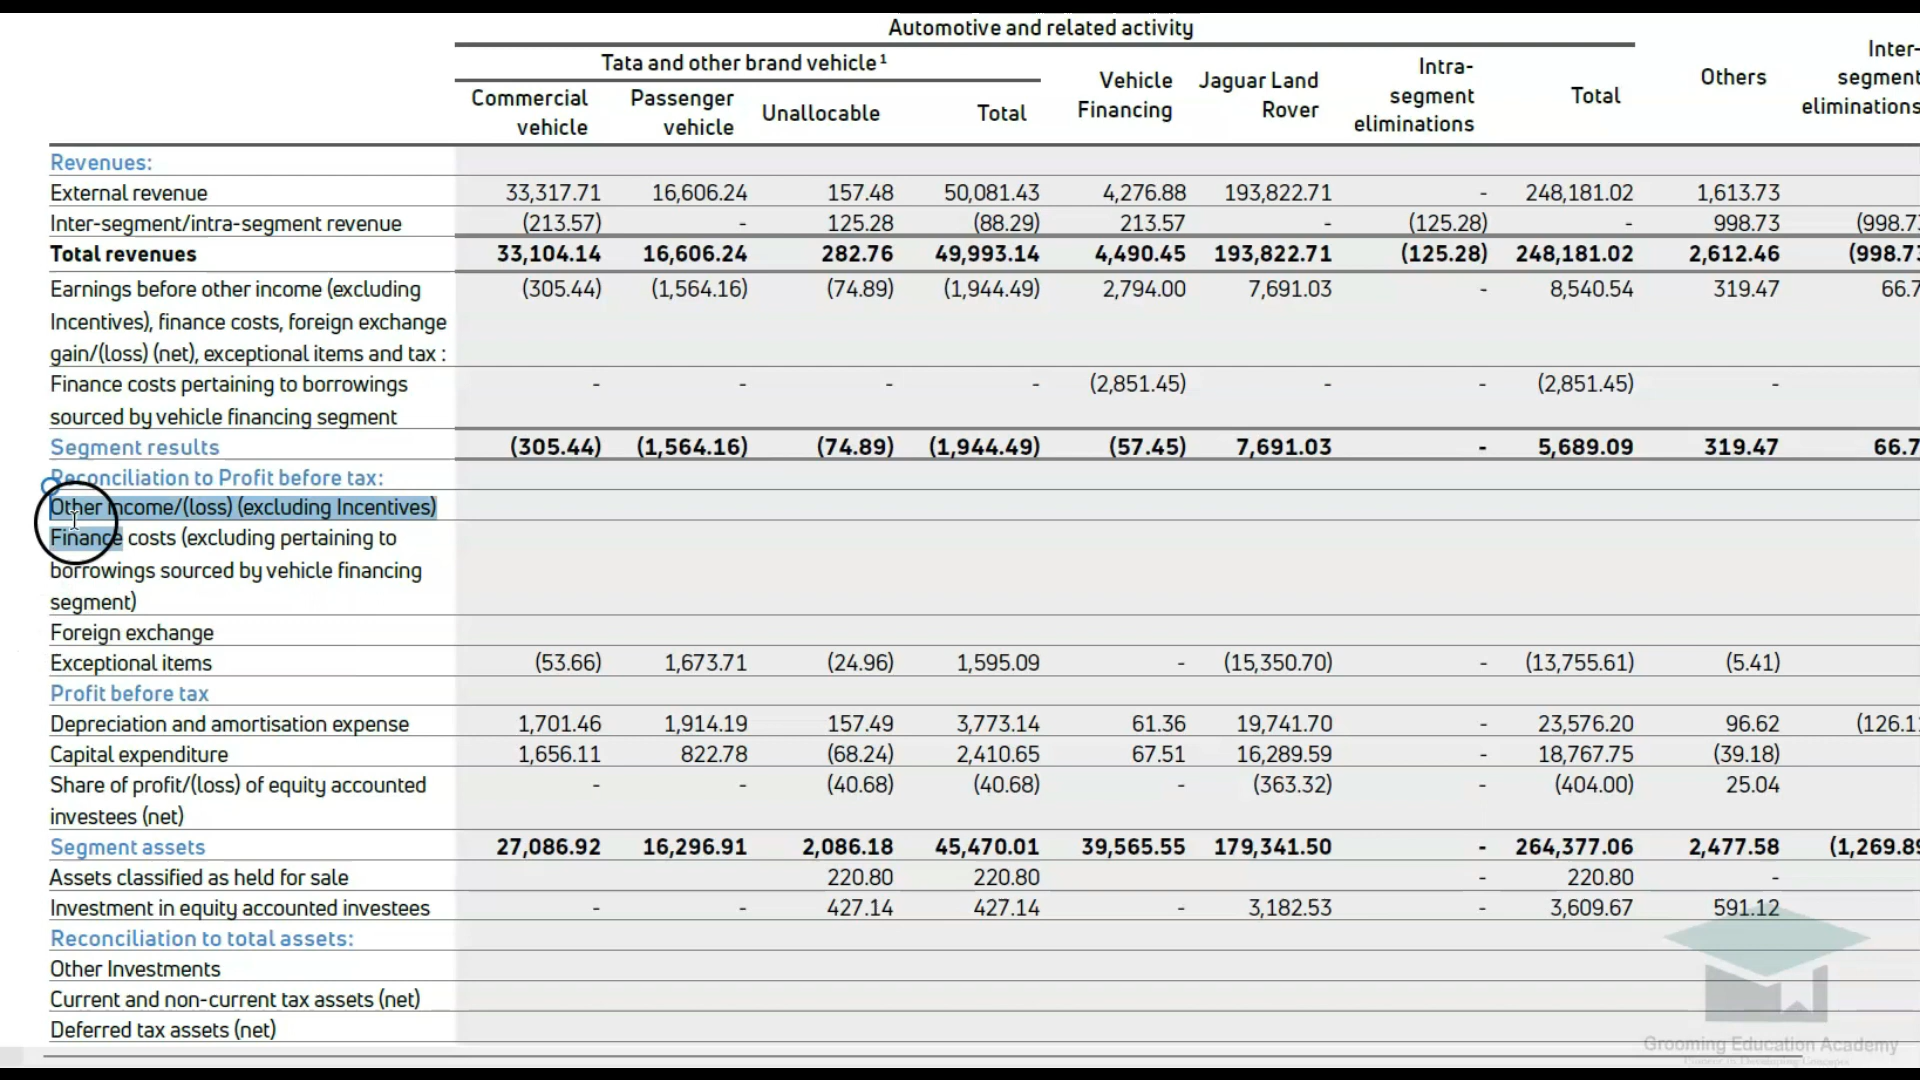 Automotive and related activity
Tata and other brand vehicle¹
Commercial vehicle Passenger vehicle Unallocable Total Vehicle Financing Jaguar Land Rover Intra-segment eliminations Total Others Inter-segment eliminations
Revenues:
External revenue 33,317.71 16,606.24 157.48 50,081.43 4,276.88 193,822.71 - 248,181.02 1,613.73
Inter-segment/intra-segment revenue (213.57) - 125.28 (88.29) 213.57 - (125.28) - 998.73 (998.73
Total revenues 33,104.14 16,606.24 282.76 49,993.14 4,490.45 193,822.71 (125.28) 248,181.02 2,612.46 (998.73
Earnings before other income (excluding (305.44) (1,564.16) (74.89) (1,944.49) 2,794.00 7,691.03 - 8,540.54 319.47 66.7
Incentives), finance costs, foreign exchange
gain/(loss) (net), exceptional items and tax :
Finance costs pertaining to borrowings - - - - (2,851.45) - - (2,851.45) -
sourced by vehicle financing segment
Segment results (305.44) (1,564.16) (74.89) (1,944.49) (57.45) 7,691.03 - 5,689.09 319.47 66.7
Reconciliation to Profit before tax:
Other income/(loss) (excluding Incentives)
Finance costs (excluding pertaining to
borrowings sourced by vehicle financing
segment)
Foreign exchange
Exceptional items (53.66) 1,673.71 (24.96) 1,595.09 - (15,350.70) - (13,755.61) (5.41)
Profit before tax
Depreciation and amortisation expense 1,701.46 1,914.19 157.49 3,773.14 61.36 19,741.70 - 23,576.20 96.62 (126.11
Capital expenditure 1,656.11 822.78 (68.24) 2,410.65 67.51 16,289.59 - 18,767.75 (39.18)
Share of profit/(loss) of equity accounted - - (40.68) (40.68) - (363.32) - (404.00) 25.04
investees (net)
Segment assets 27,086.92 16,296.91 2,086.18 45,470.01 39,565.55 179,341.50 - 264,377.06 2,477.58 (1,269.89
Assets classified as held for sale 220.80 220.80 - 220.80 -
Investment in equity accounted investees - - 427.14 427.14 - 3,182.53 - 3,609.67 591.12
Reconciliation to total assets:
Other Investments
Current and non-current tax assets (net)
Deferred tax assets (net)
Grooming Education Academy